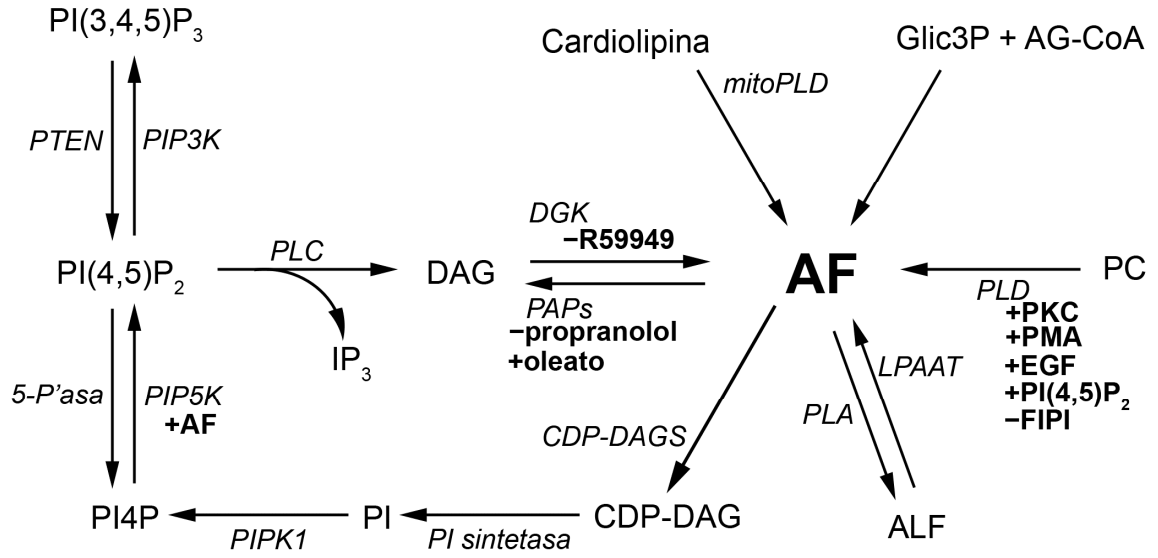 PI(3,4,5)P₃
Cardiolipina
Glic3P + AG-CoA
mitoPLD
PTEN
PIP3K
DGK
−R59949
PI(4,5)P₂
PLC
DAG
AF
PC
PAPs
−propranolol
+oleato
PLD
+PKC
+PMA
+EGF
+PI(4,5)P₂
−FIPI
IP₃
5-P'asa
PIP5K
+AF
LPAAT
PLA
CDP-DAGS
PI4P
PIPK1
PI
PI sintetasa
CDP-DAG
ALF